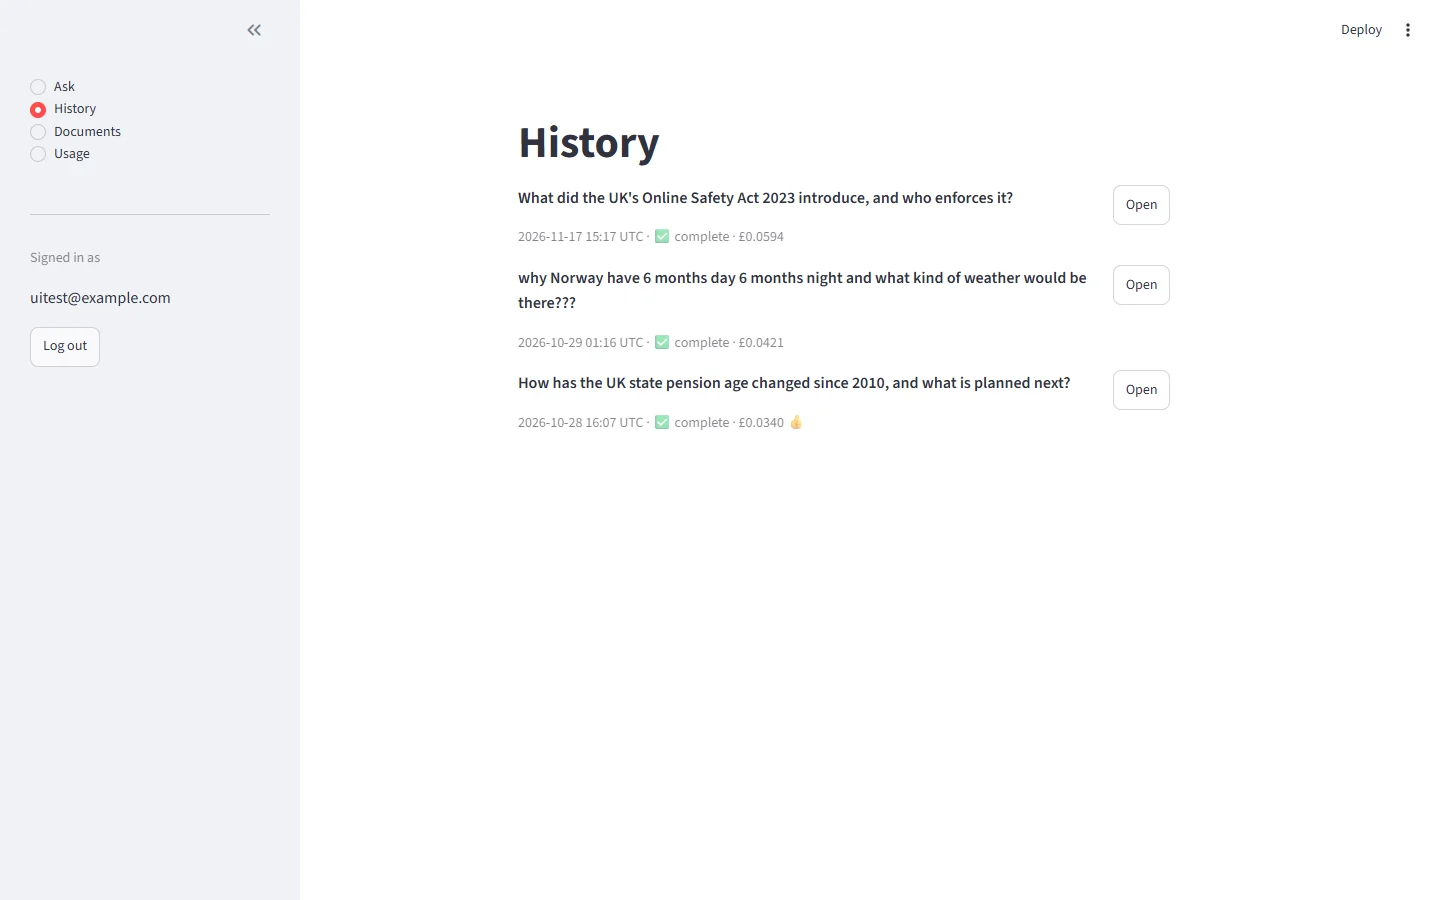 Deploy
Ask
History
Documents
Usage
Signed in as
uitest@example.com
Log out
History
What did the UK's Online Safety Act 2023 introduce, and who enforces it?
Open
2026-11-17 15:17 UTC · ✅ complete · £0.0594
why Norway have 6 months day 6 months night and what kind of weather would be
there???
Open
2026-10-29 01:16 UTC · ✅ complete · £0.0421
How has the UK state pension age changed since 2010, and what is planned next?
Open
2026-10-28 16:07 UTC · ✅ complete · £0.0340 👍